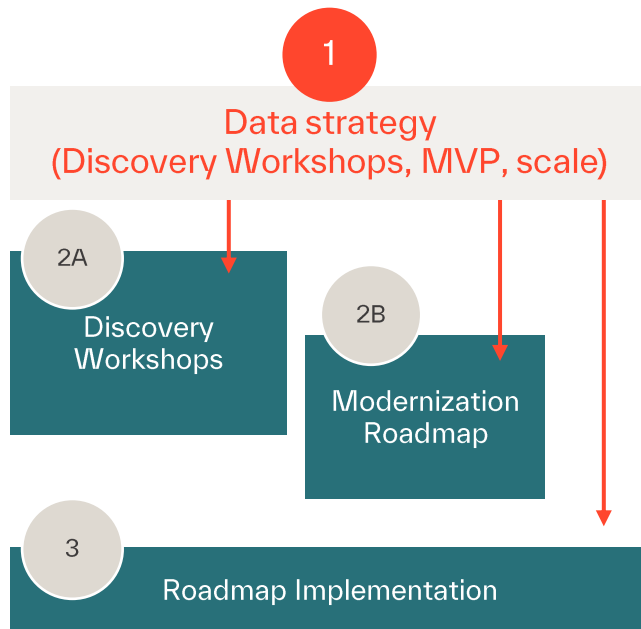 1
Data strategy
(Discovery Workshops, MVP, scale)
2A
Discovery
Workshops
2B
Modernization
Roadmap
3
Roadmap Implementation